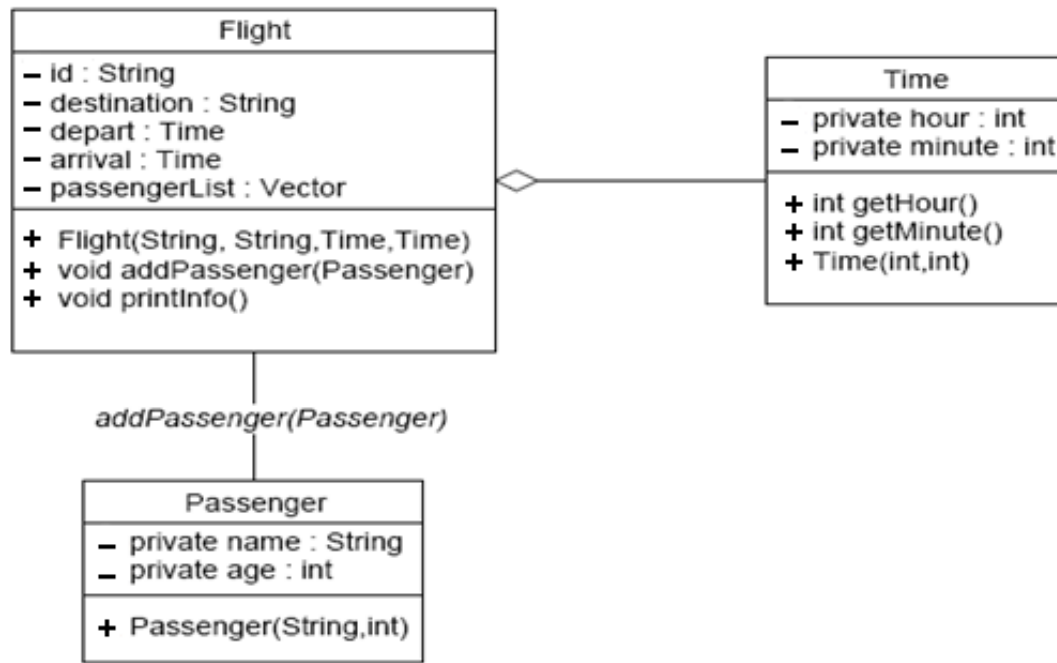 Flight
– id : String
– destination : String
– depart : Time
– arrival : Time
– passengerList : Vector
+ Flight(String, String,Time,Time)
+ void addPassenger(Passenger)
+ void printInfo()
Time
– private hour : int
– private minute : int
+ int getHour()
+ int getMinute()
+ Time(int,int)
addPassenger(Passenger)
Passenger
– private name : String
– private age : int
+ Passenger(String,int)